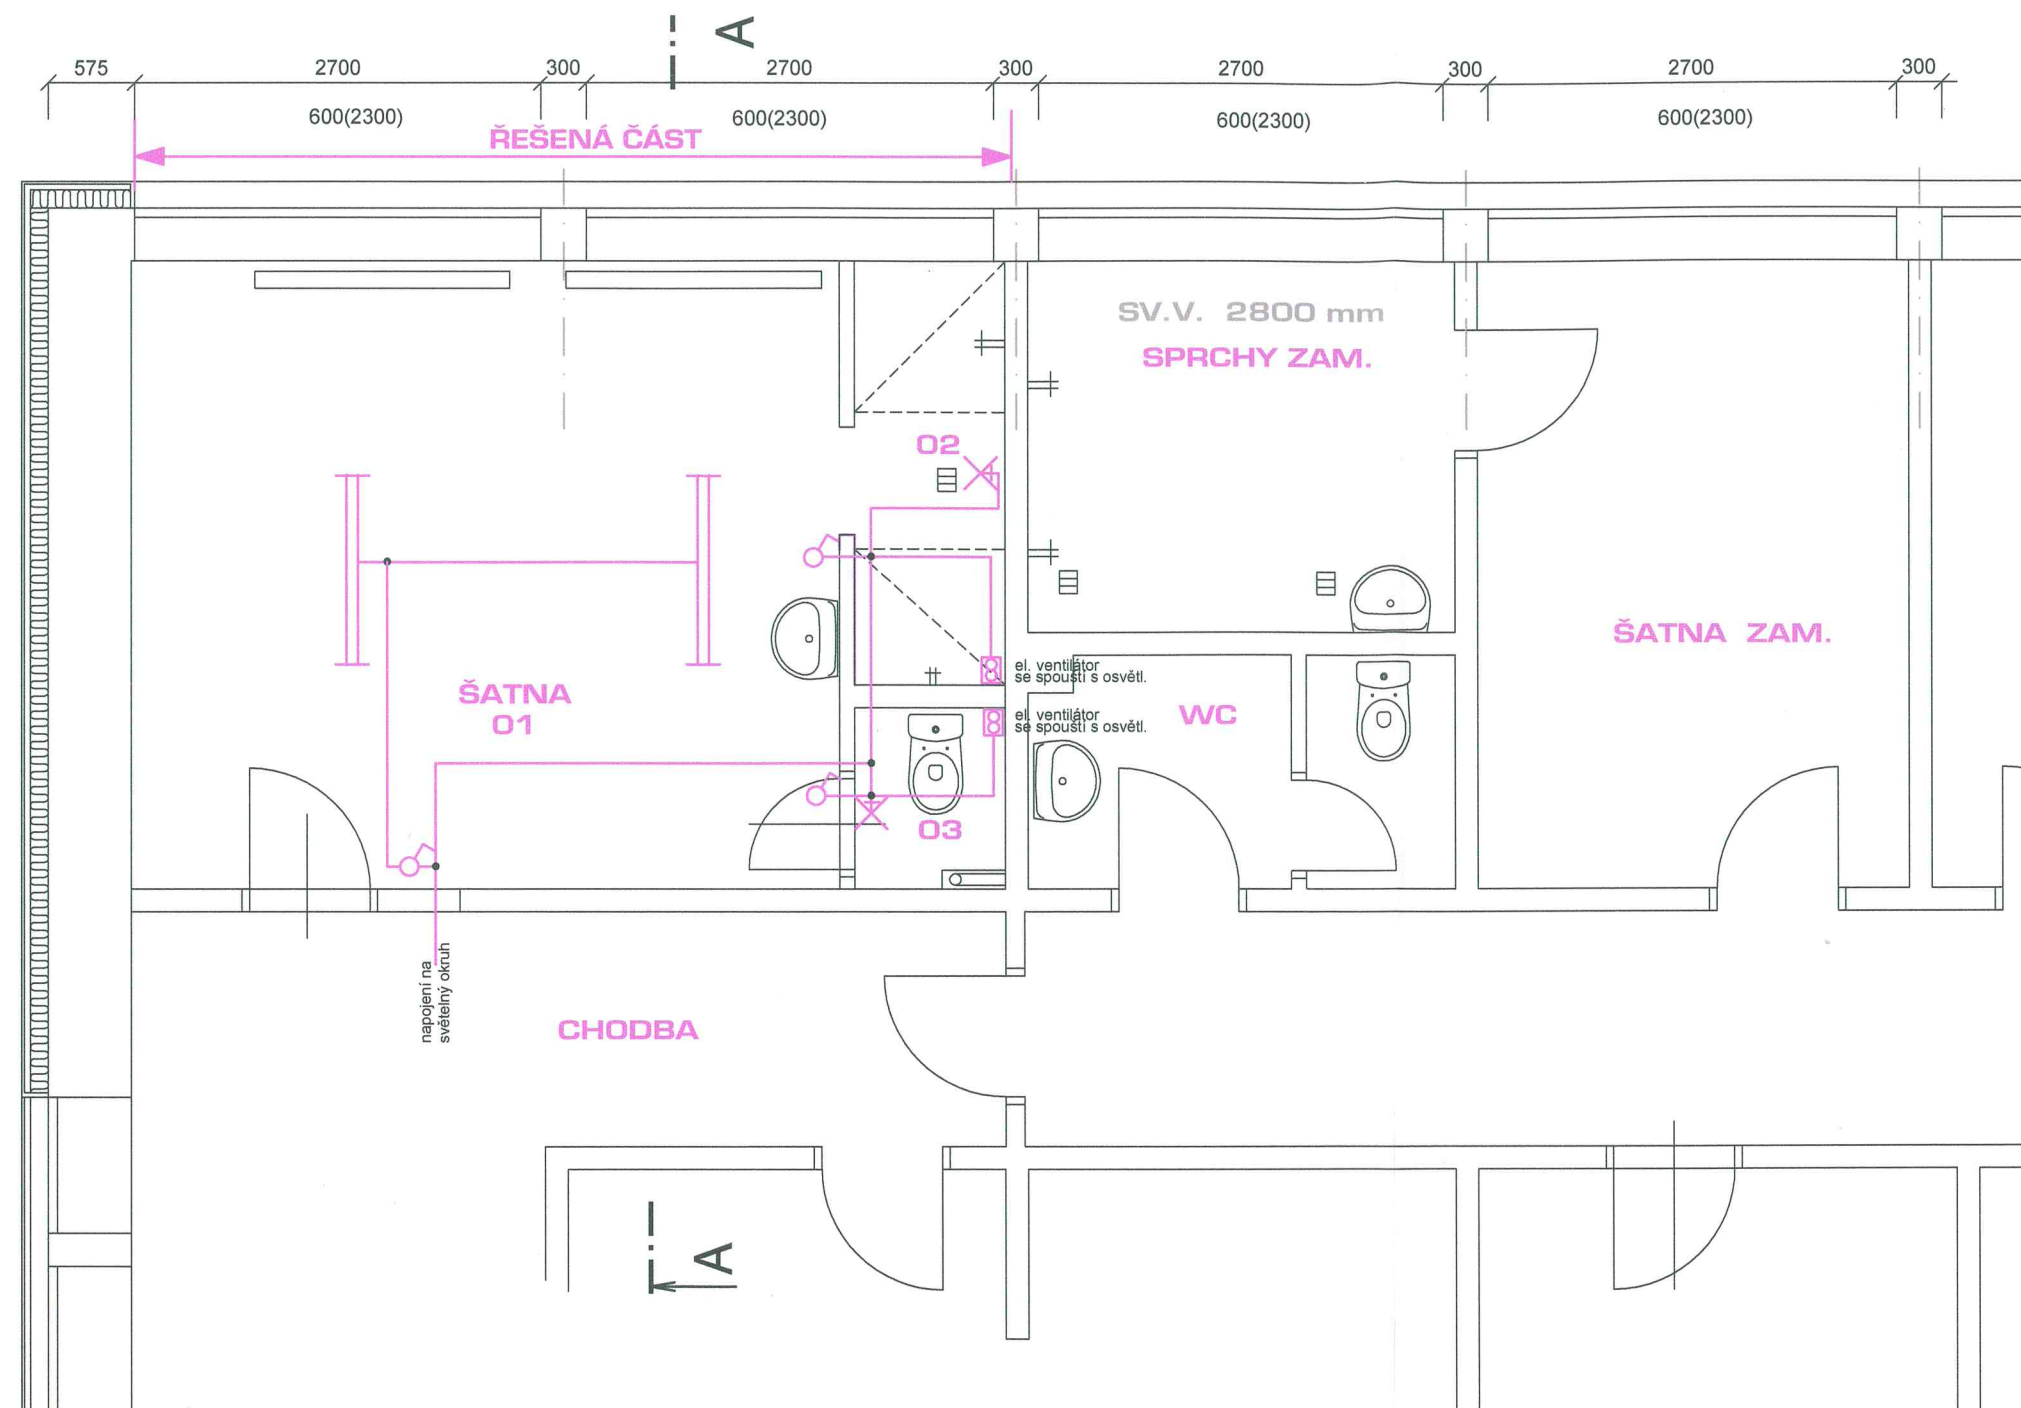 A
575 2700 300 2700 300 2700 300 2700 300
600(2300) 600(2300) 600(2300) 600(2300)
ŘEŠENÁ ČÁST
SV.V. 2800 mm
SPRCHY ZAM.
02
ŠATNA ZAM.
el. ventilátor
se spouští s osvětl.
ŠATNA
01
el. ventilátor
se spouští s osvětl.
WC
03
napojení na
světelný okruh
CHODBA
A